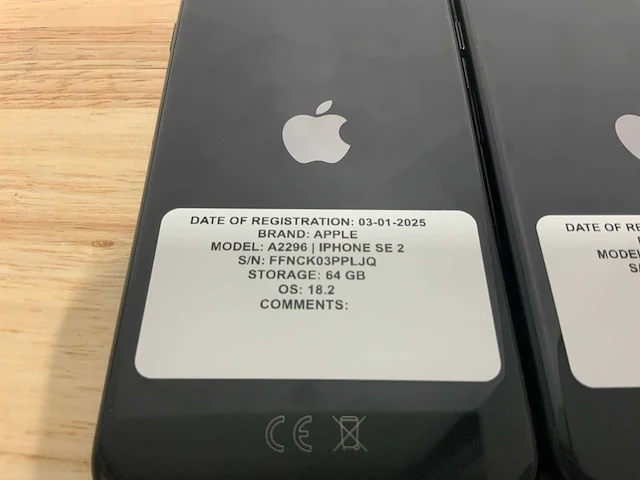 DATE OF REGISTRATION: 03-01-2025
BRAND: APPLE
MODEL: A2296 | IPHONE SE 2
S/N: FFNCK03PPLJQ
STORAGE: 64 GB
OS: 18.2
COMMENTS:
CE
DATE OF
MODEL